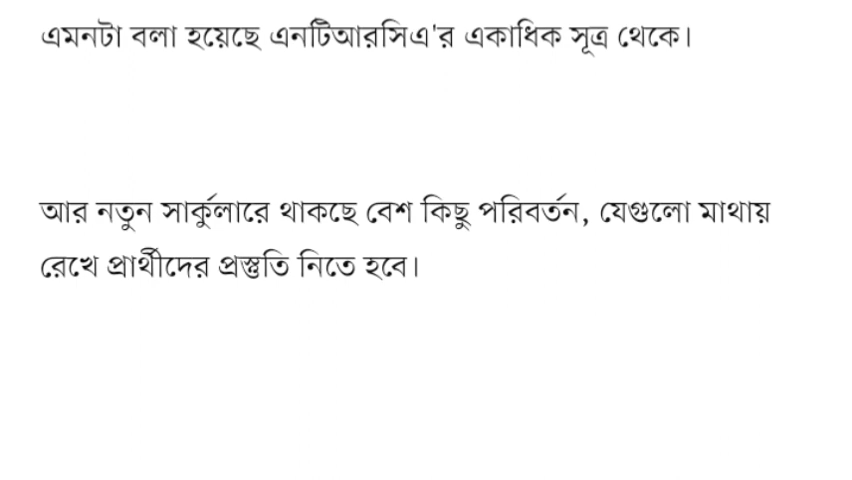 এমনটা বলা হয়েছে এনটিআরসিএ'র একাধিক সূত্র থেকে।
আর নতুন সার্কুলারে থাকছে বেশ কিছু পরিবর্তন, যেগুলো মাথায়
রেখে প্রার্থীদের প্রস্তুতি নিতে হবে।